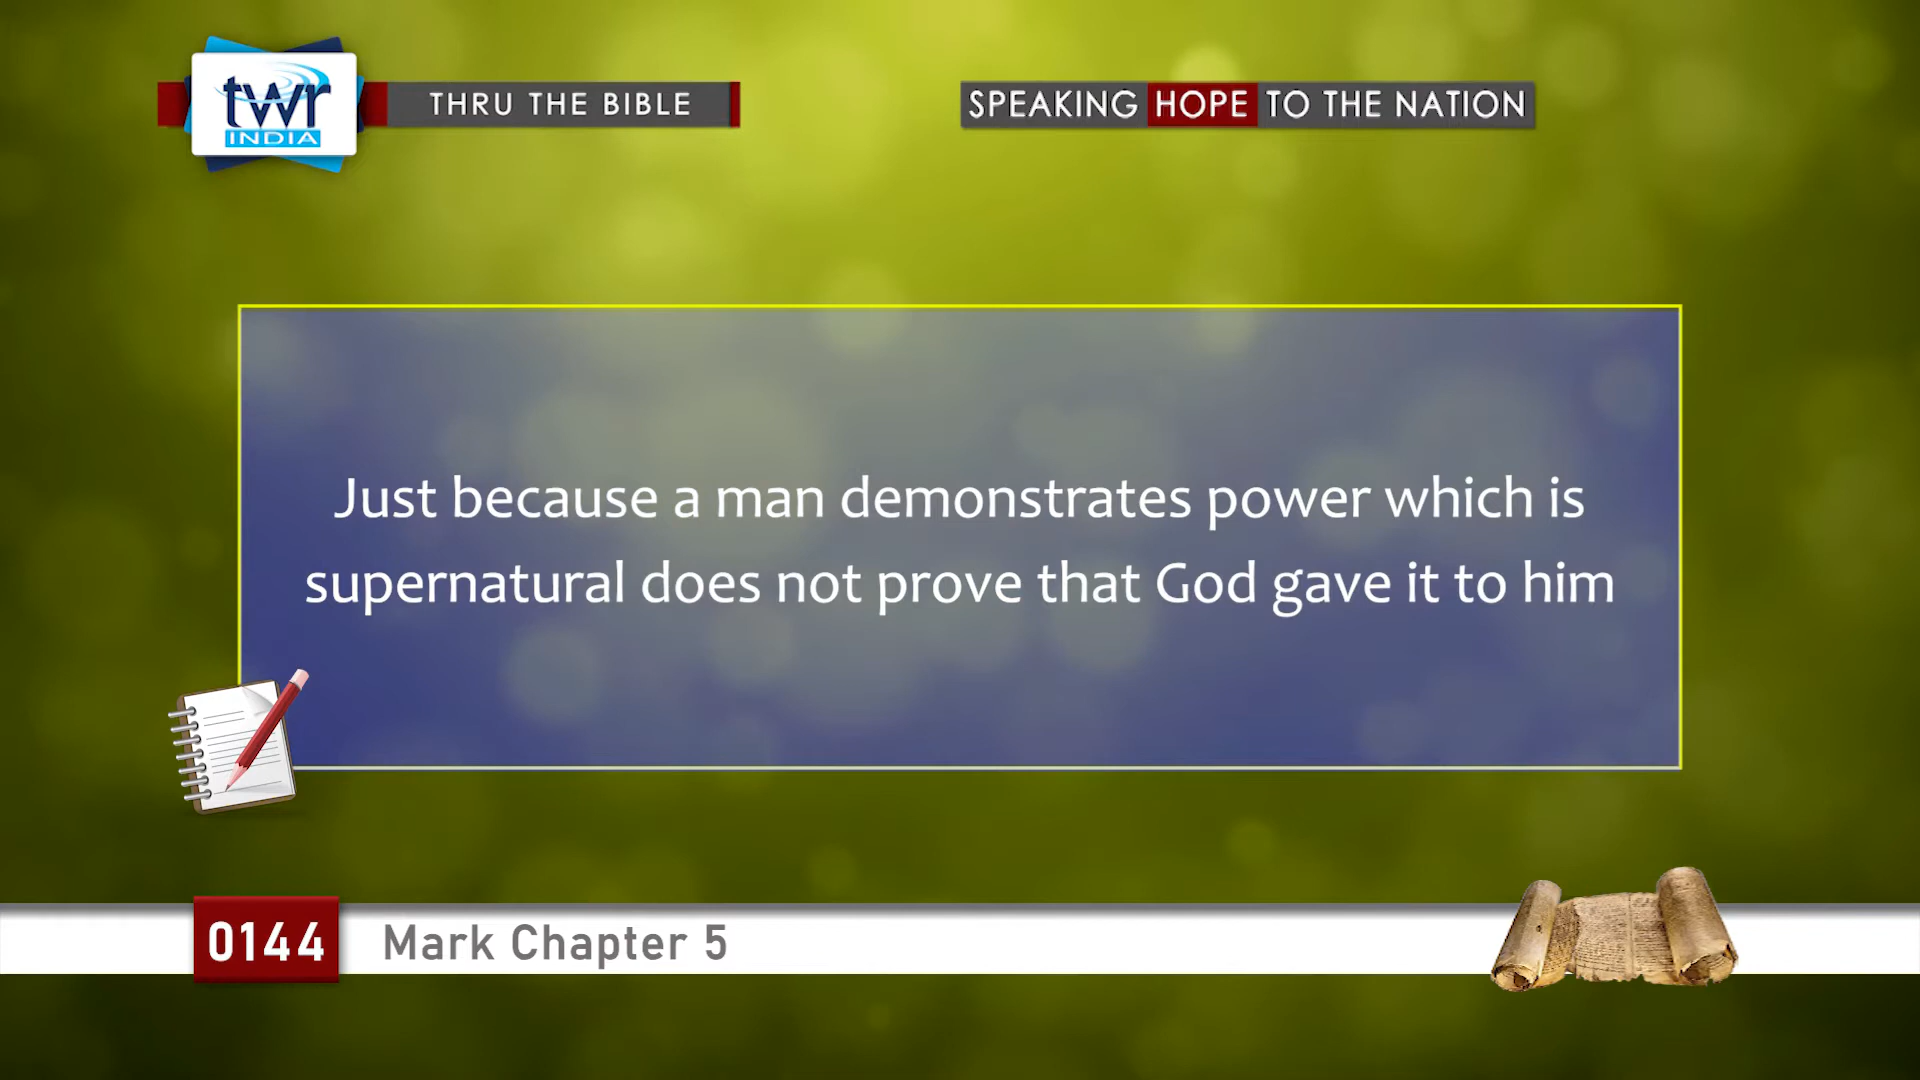 twr
INDIA
THRU THE BIBLE
SPEAKING HOPE TO THE NATION
Just because a man demonstrates power which is
supernatural does not prove that God gave it to him
0144
Mark Chapter 5